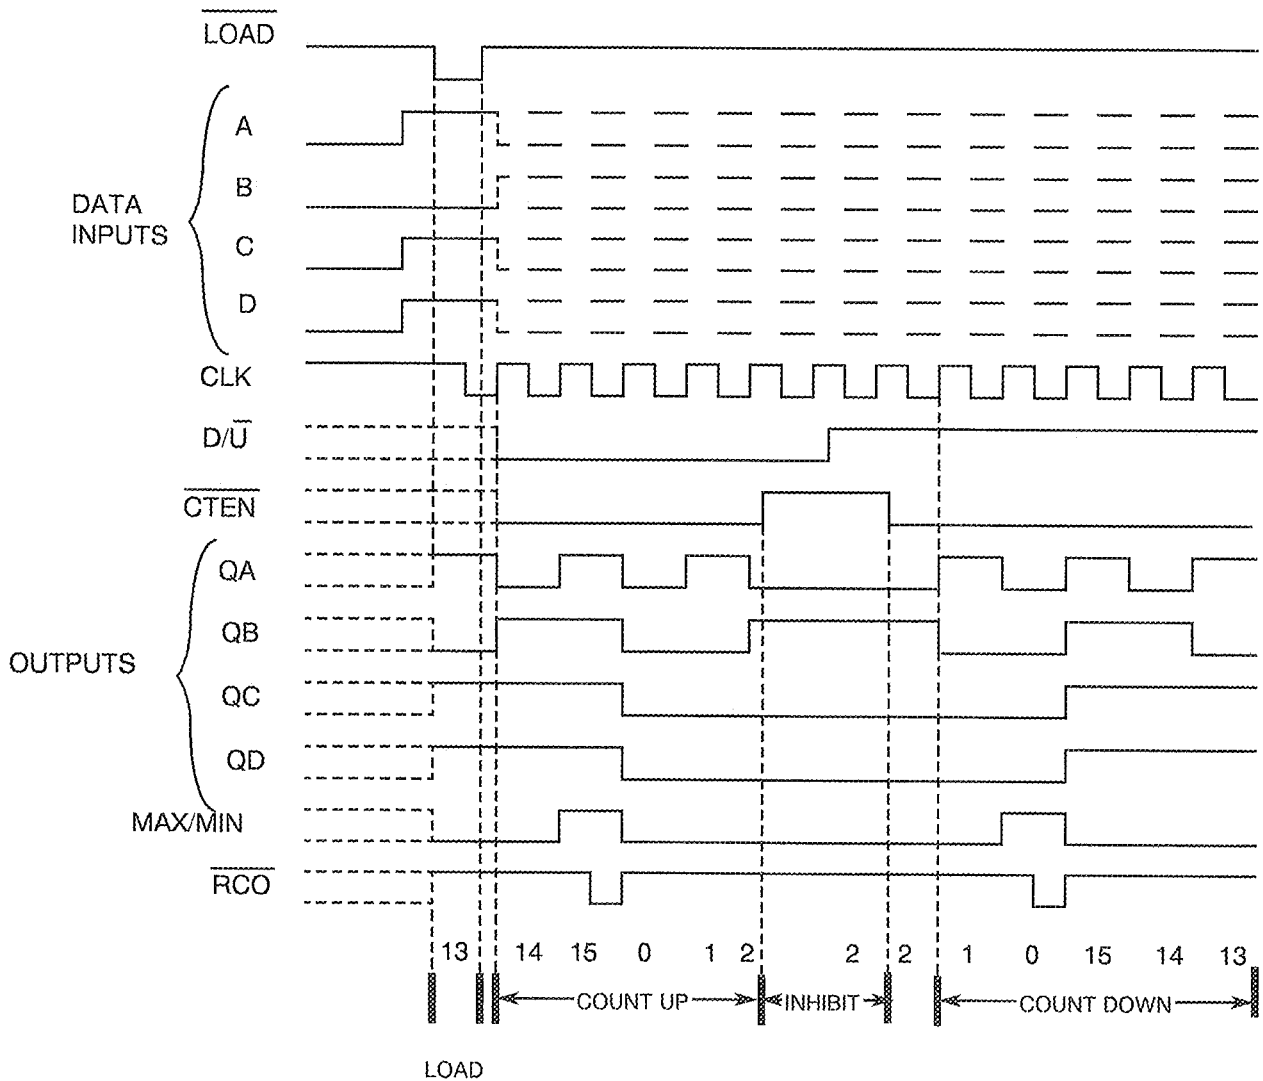 LOAD
A
B
DATA
INPUTS
C
D
CLK
D/U
CTEN
QA
QB
OUTPUTS
QC
QD
MAX/MIN
RCO
13 14 15 0 1 2 2 2 1 0 15 14 13
COUNT UP INHIBIT COUNT DOWN
LOAD